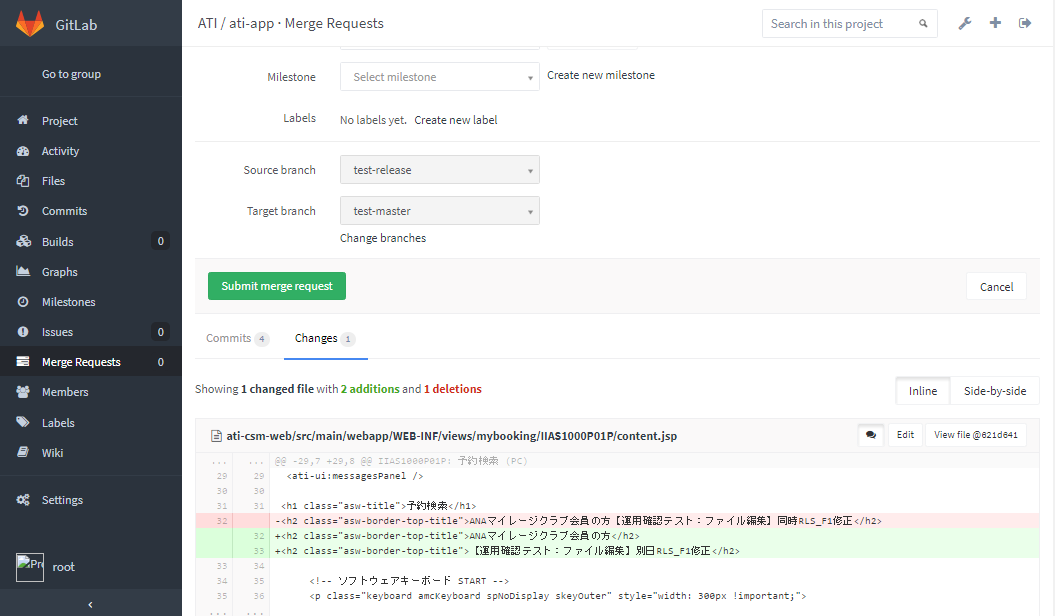 GitLab
ATI / ati-app · Merge Requests
Search in this project
Go to group
Project
Activity
Files
Commits
Builds 0
Graphs
Milestones
Issues 0
Merge Requests 0
Members
Labels
Wiki
Settings
root
Milestone Select milestone Create new milestone
Labels No labels yet. Create new label
Source branch test-release
Target branch test-master
Change branches
Submit merge request Cancel
Commits 4 Changes 1
Showing 1 changed file with 2 additions and 1 deletions
Inline Side-by-side
ati-csm-web/src/main/webapp/WEB-INF/views/mybooking/IIAS1000P01P/content.jsp
Edit View file @621d641
... ... @@ -29,7 +29,8 @@ IIAS1000P01P: 予約検索 (PC)
29 29 <ati-ui:messagesPanel />
30 30
31 31 <h1 class="asw-title">予約検索</h1>
32 -<h2 class="asw-border-top-title">ANAマイレージクラブ会員の方【運用確認テスト：ファイル編集】同時RLS_F1修正</h2>
32 +<h2 class="asw-border-top-title">ANAマイレージクラブ会員の方</h2>
33 +<h2 class="asw-border-top-title">【運用確認テスト：ファイル編集】別日RLS_F1修正</h2>
33 34
34 35 <!-- ソフトウェアキーボード START -->
35 36 <p class="keyboard amcKeyboard spNoDisplay skeyOuter" style="width: 300px !important;">
... ...